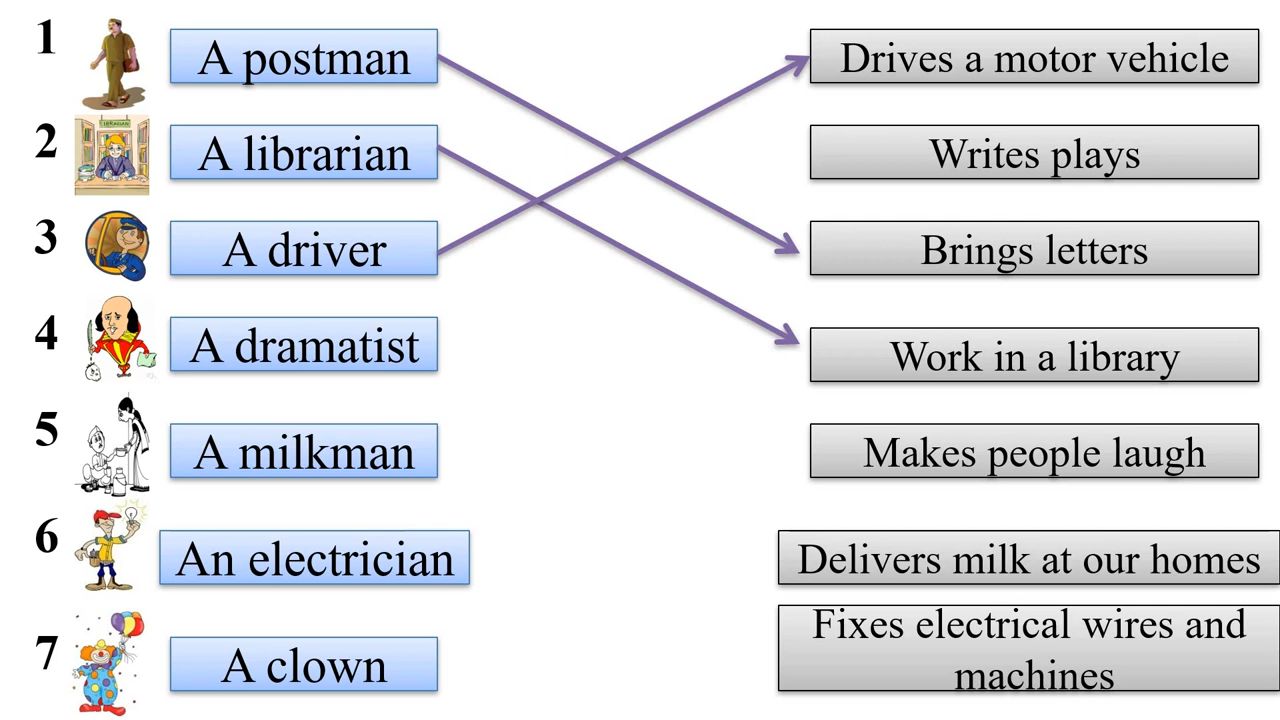 1
A postman
Drives a motor vehicle
LIBRARIAN
2
A librarian
Writes plays
3
A driver
Brings letters
4
A dramatist
Work in a library
5
A milkman
Makes people laugh
6
An electrician
Delivers milk at our homes
7
A clown
Fixes electrical wires and
machines